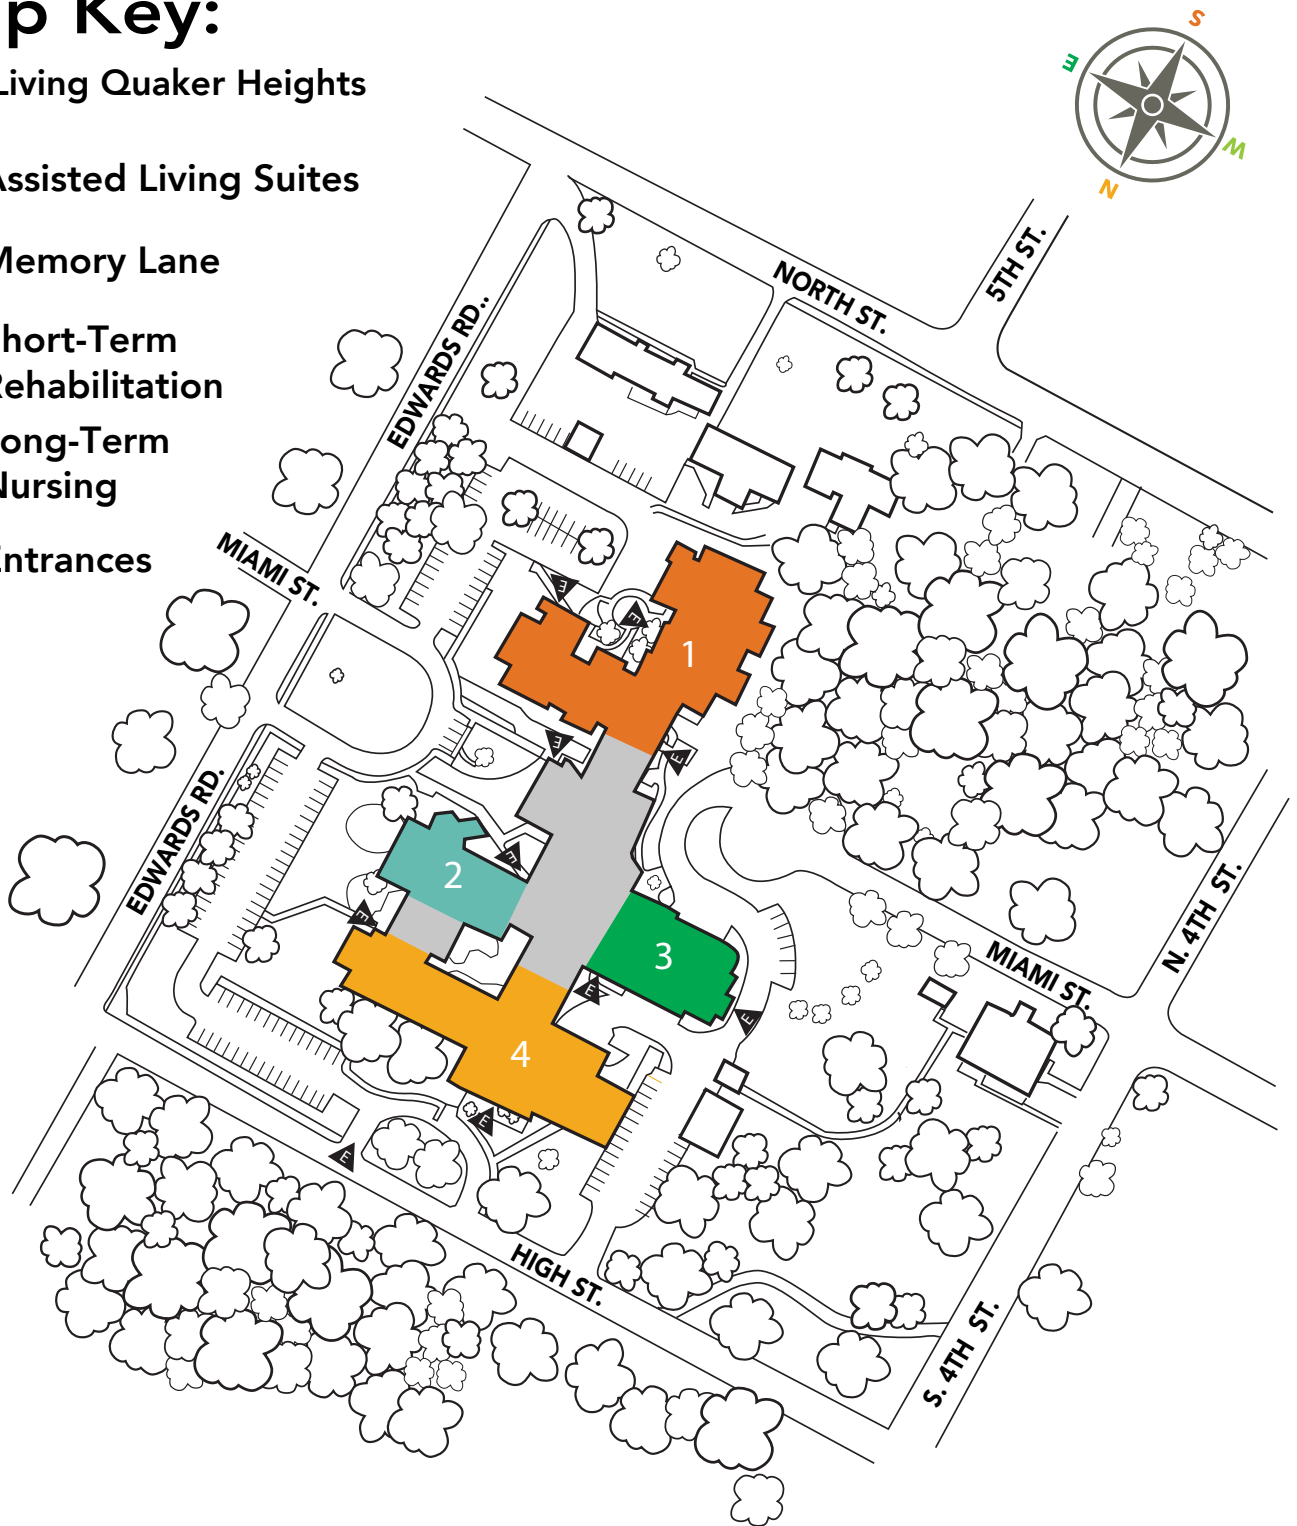 p Key:
Living Quaker Heights
Assisted Living Suites
Memory Lane
hort-Term
Rehabilitation
ong-Term
Nursing
Entrances
S
E
W
N
5TH ST.
NORTH ST.
EDWARDS RD..
MIAMI ST.
E
E
1
E
E
EDWARDS RD.
2
E
E
3
MIAMI ST.
N. 4TH ST.
E
E
4
E
E
HIGH ST.
S. 4TH ST.